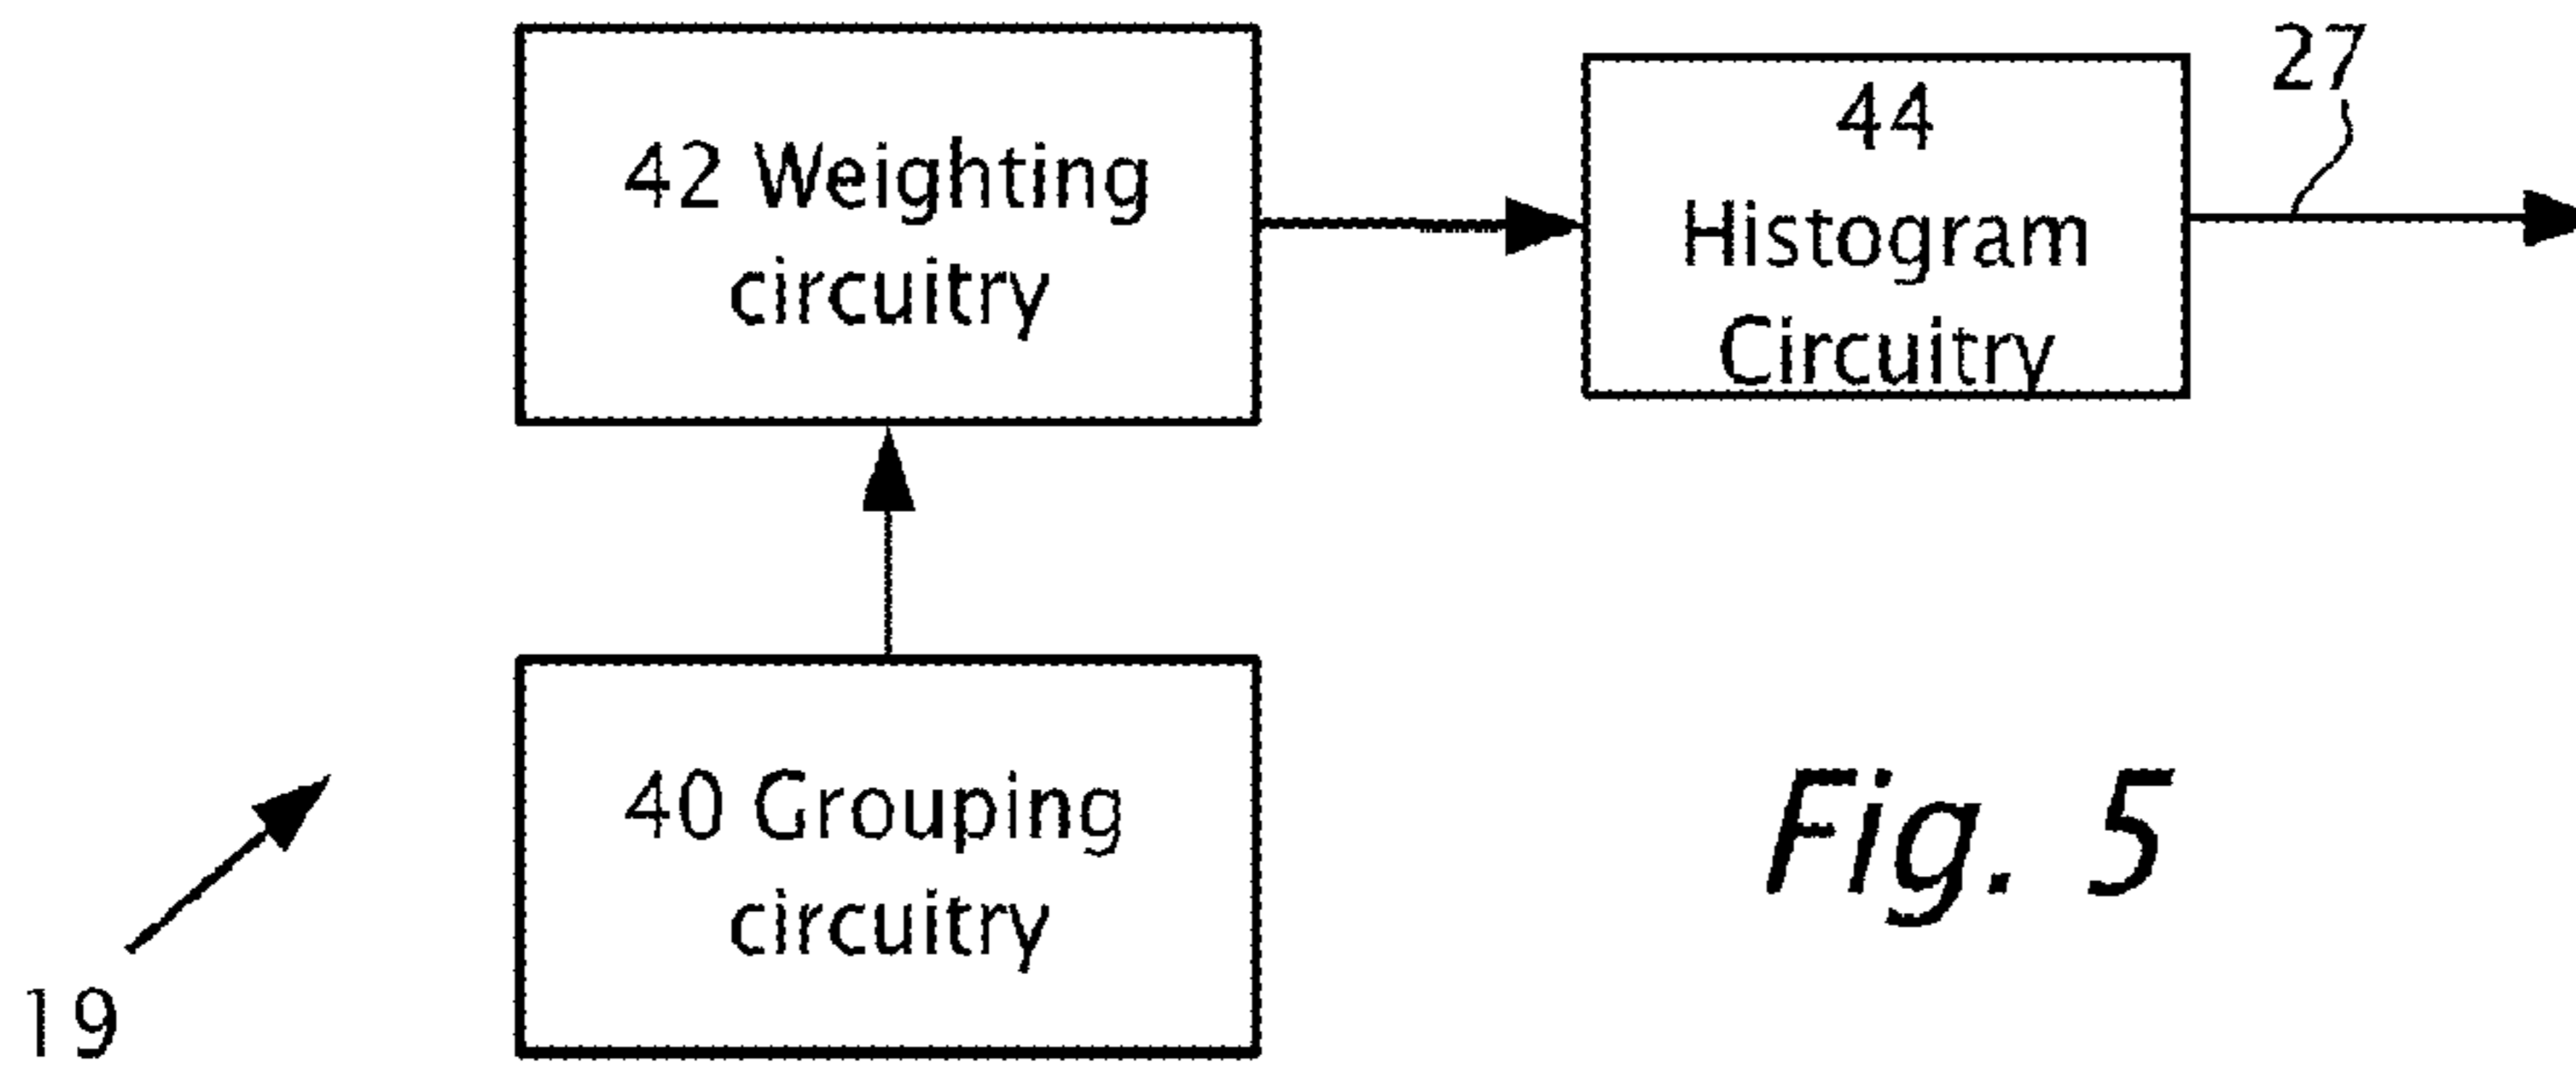 42 Weighting
circuitry
44
Histogram
Circuitry
27
40 Grouping
circuitry
19
Fig. 5